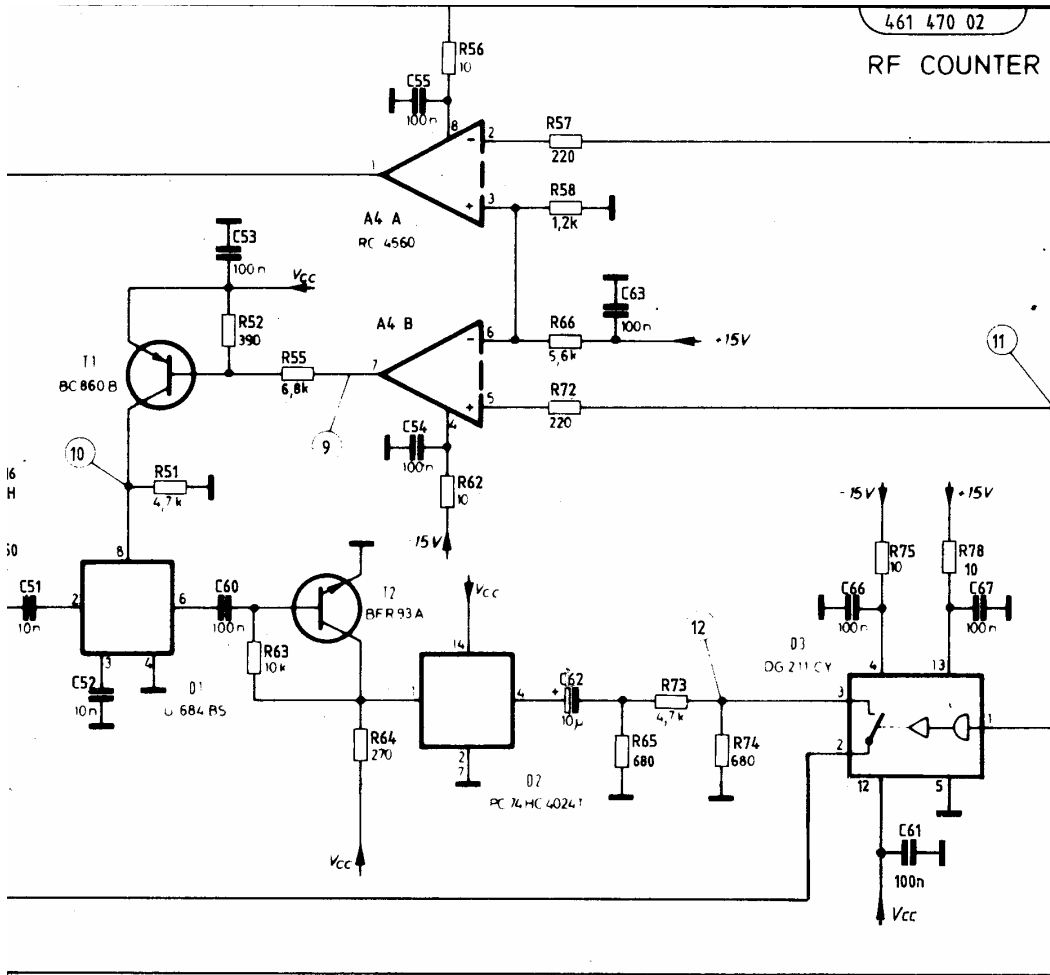 461 470 02
RF COUNTER
R56
10
C55
100n
8
2
R57
220
1
3
R58
1,2k
A4 A
RC 4560
C53
100n
Vcc
C63
100n
R52
390
A4 B
6
R66
5,6k
+15V
11
T1
BC 860 B
R55
6,8k
7
5
R72
220
4
9
C54
100n
10
R51
4,7k
R62
10
15V
H
-15V
+15V
8
50
R75
10
R78
10
C51
10n
2
6
C60
100n
T2
BFR 93A
Vcc
C66
100n
C67
100n
3
4
R63
10k
14
12
D3
DG 211 CY
4
13
C52
10n
D1
U 684 BS
1
4
+
C62
10µ
R73
4,7k
3
1
2
R64
270
2
7
R65
680
R74
680
D2
PC 74 HC 4024T
12
5
Vcc
C61
100n
Vcc